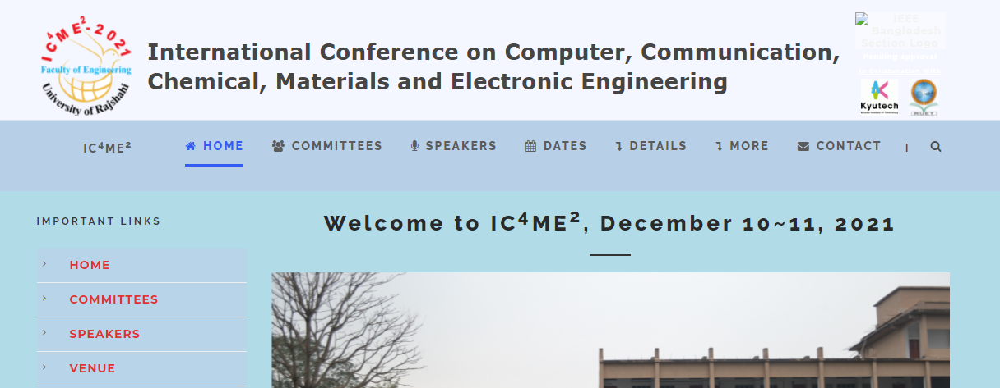 IC⁴ME²-2021
Faculty of Engineering
University of Rajshahi
International Conference on Computer, Communication,
Chemical, Materials and Electronic Engineering
IEEE
Bangladesh
Section Logo
Pending approval
Kyutech
RUET
IC⁴ME²
HOME
COMMITTEES
SPEAKERS
DATES
DETAILS
MORE
CONTACT
|
IMPORTANT LINKS
HOME
COMMITTEES
SPEAKERS
VENUE
Welcome to IC⁴ME², December 10~11, 2021